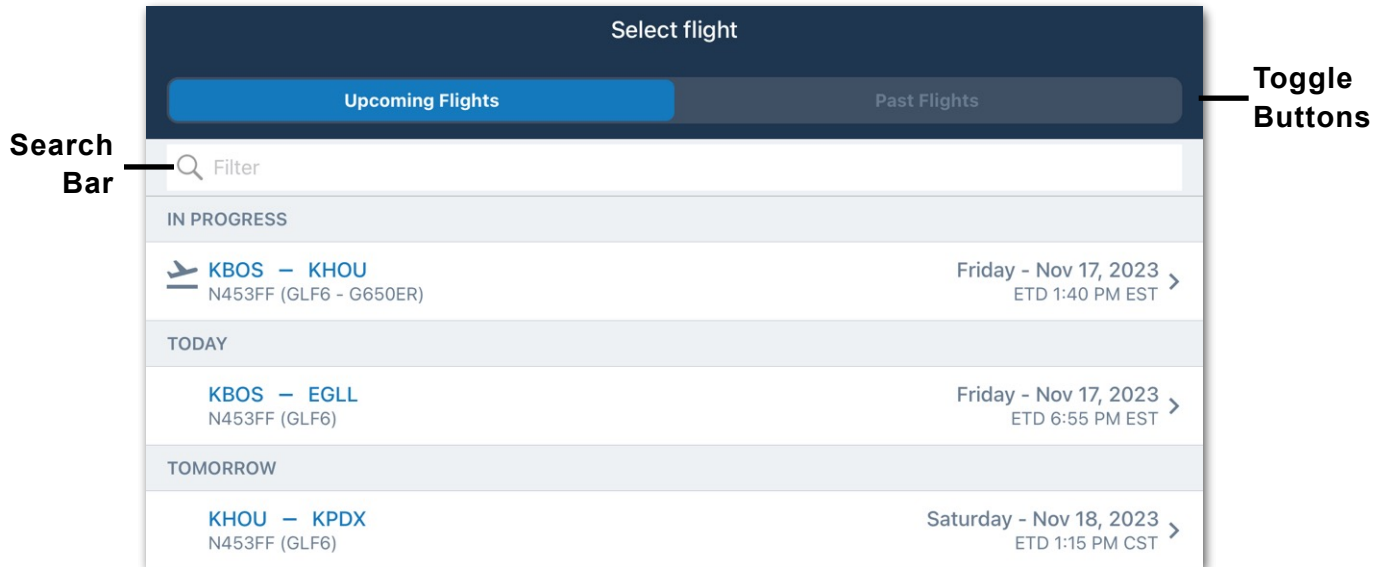 Select flight
Upcoming Flights
Past Flights
Toggle
Buttons
Search
Bar
Filter
IN PROGRESS
KBOS – KHOU
Friday - Nov 17, 2023
N453FF (GLF6 - G650ER)
ETD 1:40 PM EST
TODAY
KBOS – EGLL
Friday - Nov 17, 2023
N453FF (GLF6)
ETD 6:55 PM EST
TOMORROW
KHOU – KPDX
Saturday - Nov 18, 2023
N453FF (GLF6)
ETD 1:15 PM CST